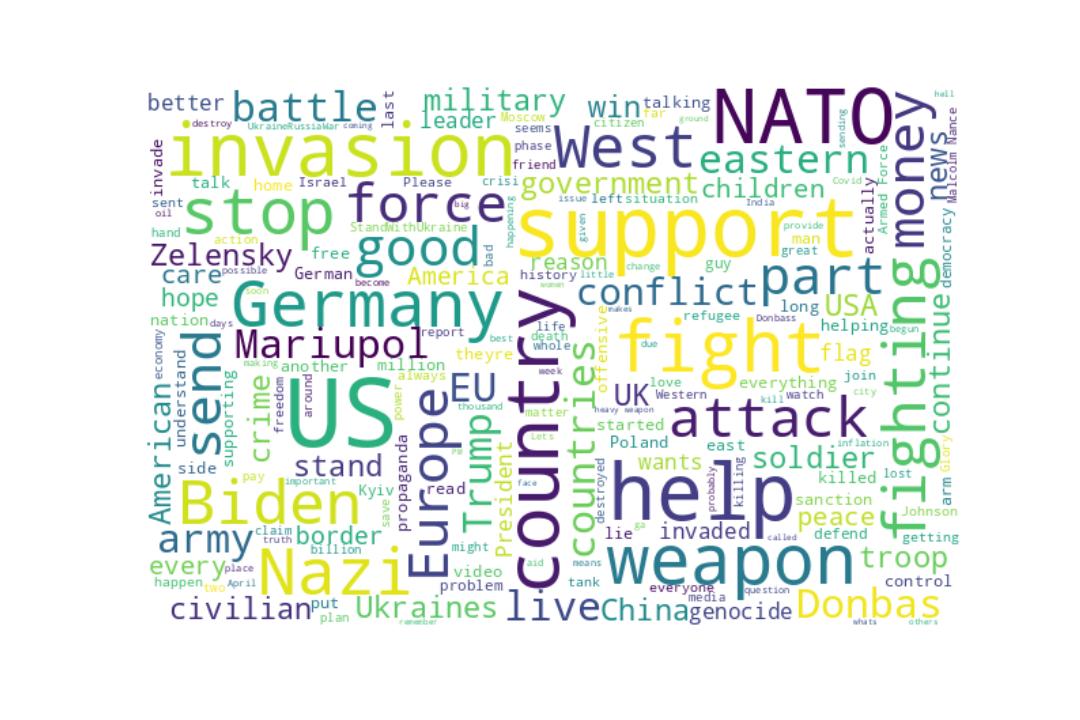 better
battle
last
military
leader
Moscow
win
talking
far
citizen
ground
NATO
hall
destroy
UkraineRussiaWar
coming
invasion
seems
phase
friend
West
eastern
sending
money
news
Malcolm Nance
invade
talk
home
Israel
Please
crisi
government
children
Covid
Armed Force
actually
sent
oil
stop
force
big
happening
issue
left
situation
India
support
given
provide
man
great
hand
action
StandWithUkraine
good
bad
Zelensky
free
reason
guy
democracy
care
possible
German
become
America
history
little
change
women
conflict
part
hope
soon
Germany
long
USA
nation
days
report
best
country
life
death
whole
week
offensive
refugee
Donbass
helping
begun
fighting
continue
economy
understand
send
Mariupol
making
another
million
theyre
always
power
countries
fight
due
flag
supporting
crime
freedom
around
US
EU
thousand
UK
love
Western
kill
everything
watch
join
city
makes
matter
heavy weapon
started
attack
American
Europe
Trump
President
PM
Lets
Poland
east
inflation
side
stand
propaganda
face
destroyed
wants
soldier
killed
lost
arm
Glory
pay
important
Biden
Kyiv
save
read
help
probably
killing
sanction
Johnson
peace
army
claim
truth
border
billion
might
lie
ga
invaded
called
defend
getting
every
place
Nazi
video
aid
means
weapon
troop
happen
two
April
problem
tank
everyone
media
question
control
civilian
put
plan
Ukraines
remember
live
China
genocide
Donbas
whats
others